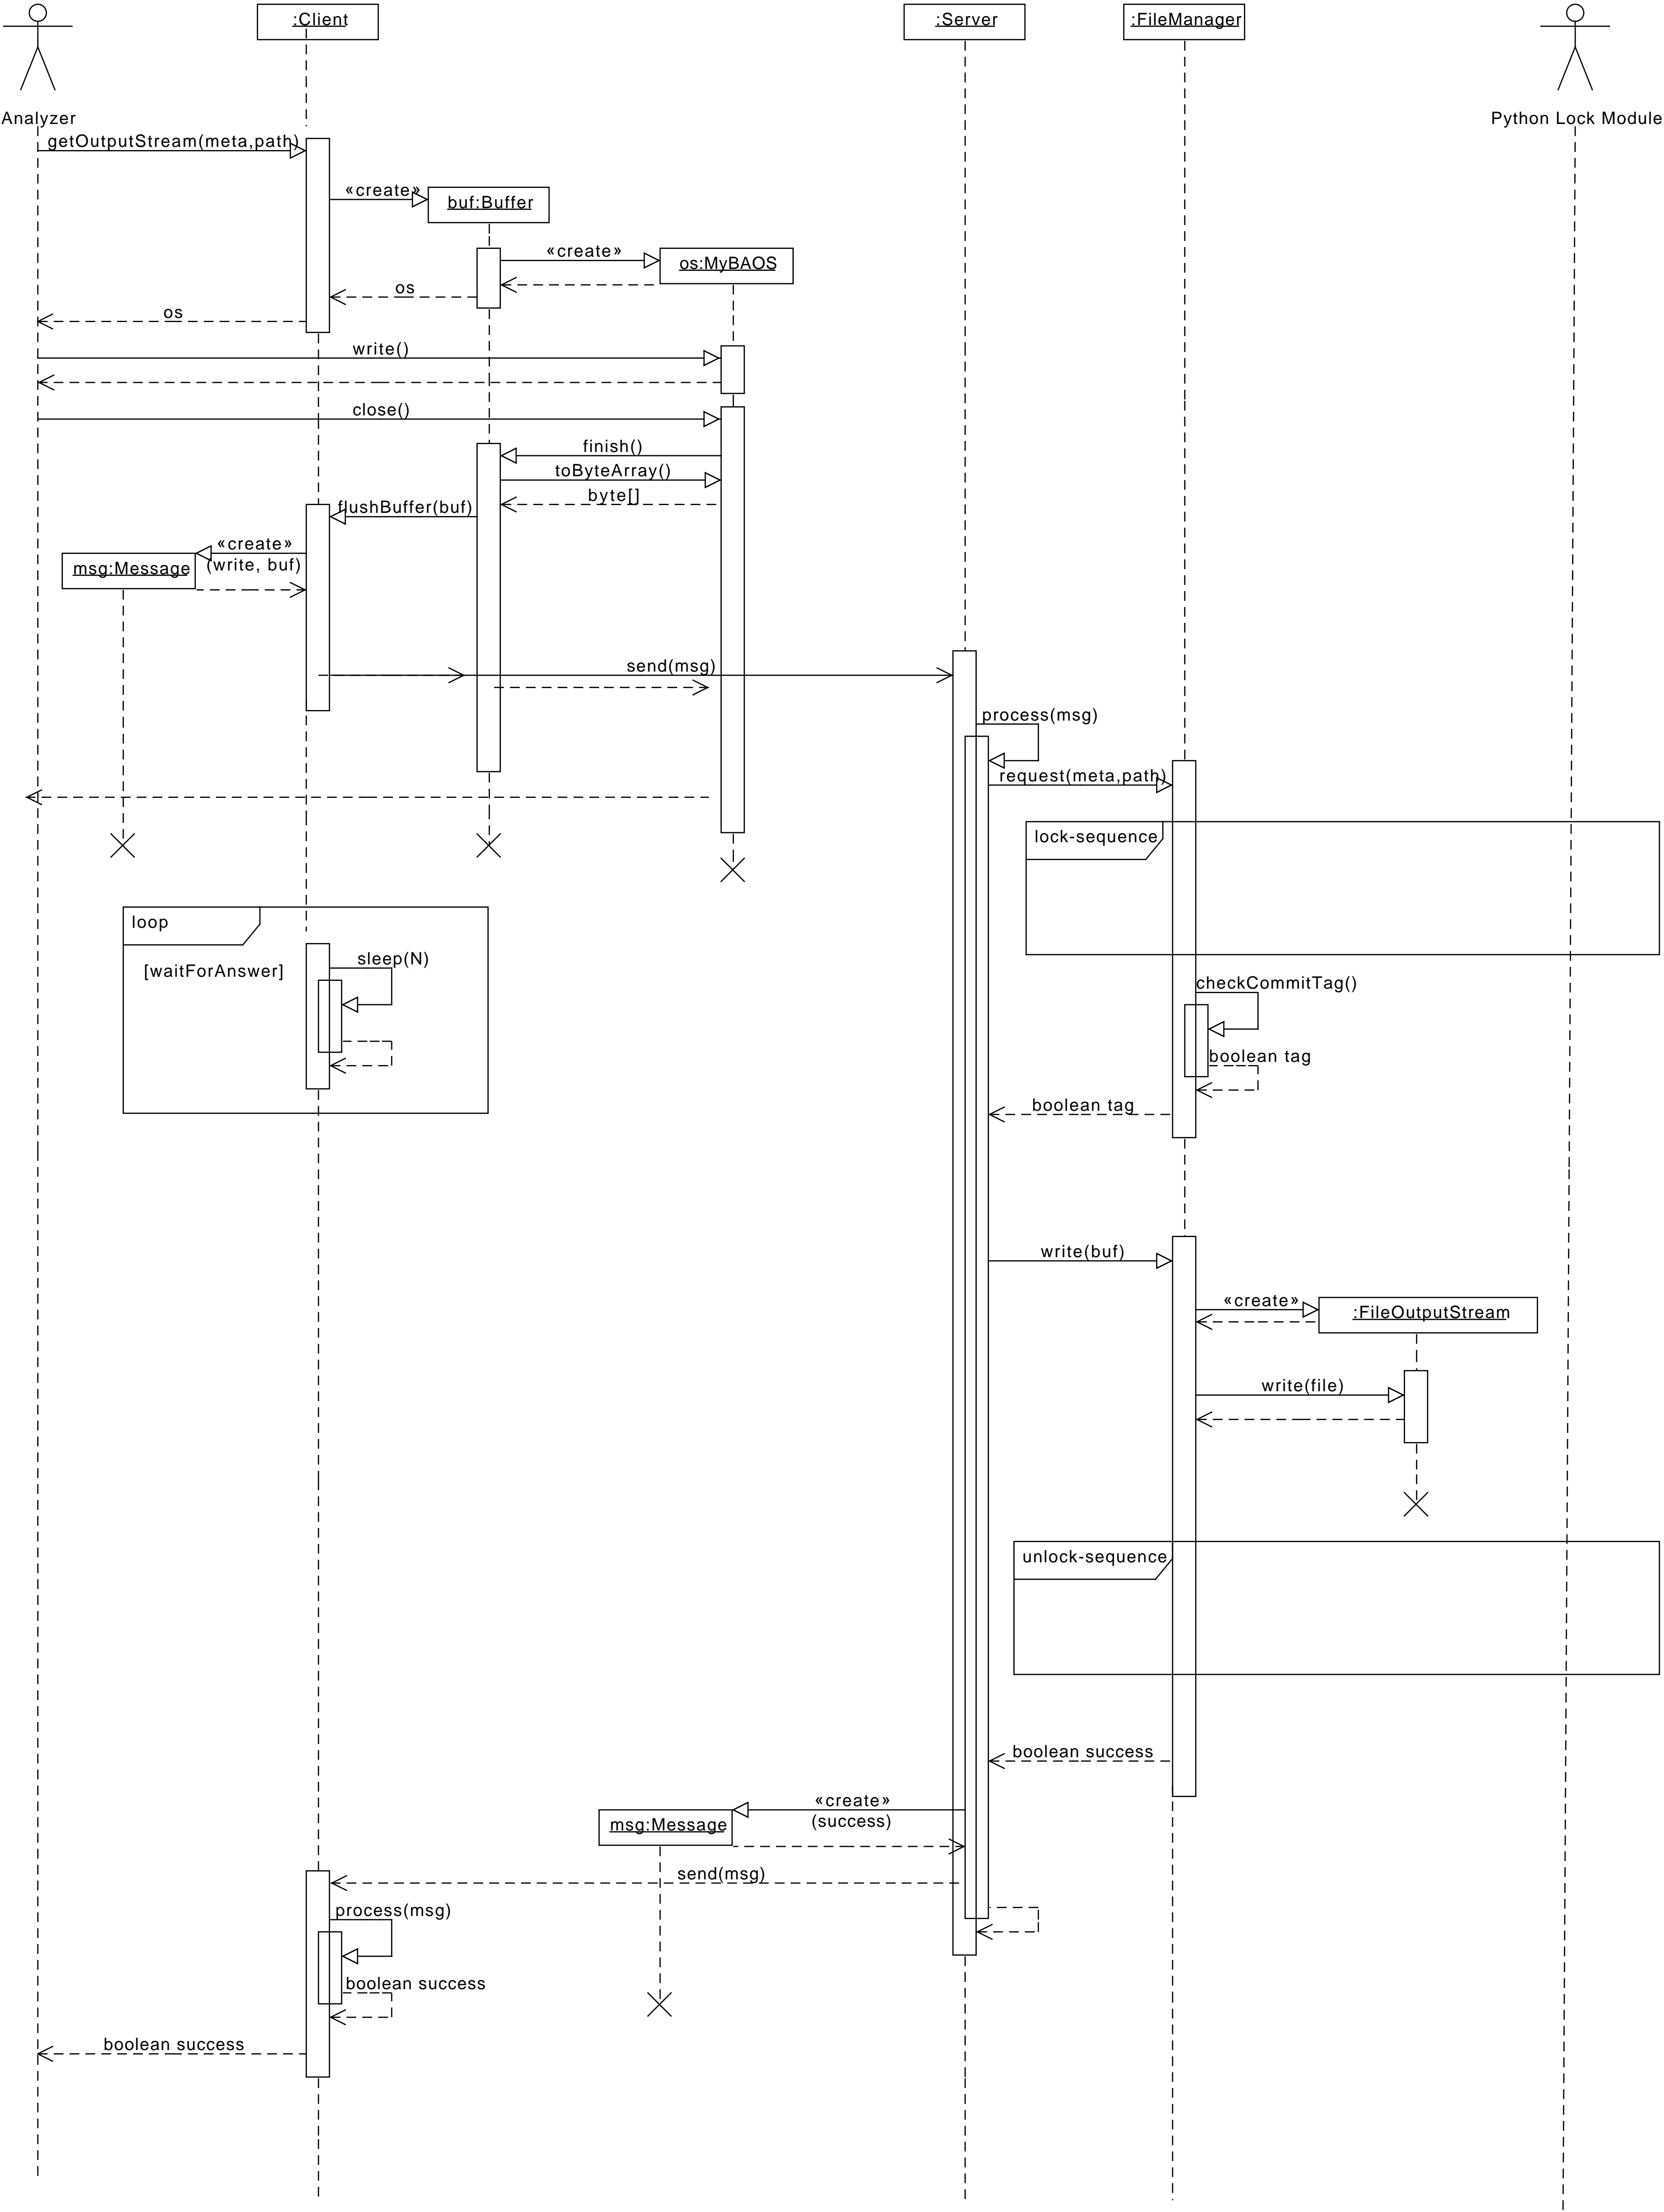 :Client
:Server
:FileManager
Analyzer
Python Lock Module
getOutputStream(meta,path)
«create»
buf:Buffer
«create»
os:MyBAOS
os
os
write()
close()
finish()
toByteArray()
byte[]
flushBuffer(buf)
«create»
(write, buf)
msg:Message
send(msg)
process(msg)
request(meta,path)
lock-sequence
loop
[waitForAnswer]
sleep(N)
checkCommitTag()
boolean tag
boolean tag
write(buf)
«create»
:FileOutputStream
write(file)
unlock-sequence
boolean success
«create»
(success)
msg:Message
send(msg)
process(msg)
boolean success
boolean success